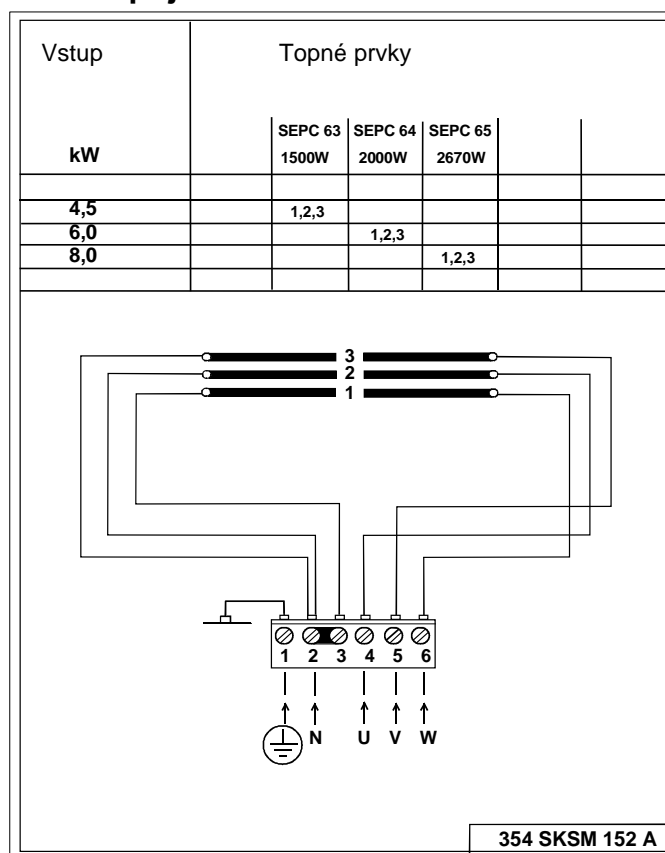 Vstup Topné prvky
SEPC 63 SEPC 64 SEPC 65
kW 1500W 2000W 2670W
4,5 1,2,3
6,0 1,2,3
8,0 1,2,3
3
2
1
1 2 3 4 5 6
N U V W
354 SKSM 152 A